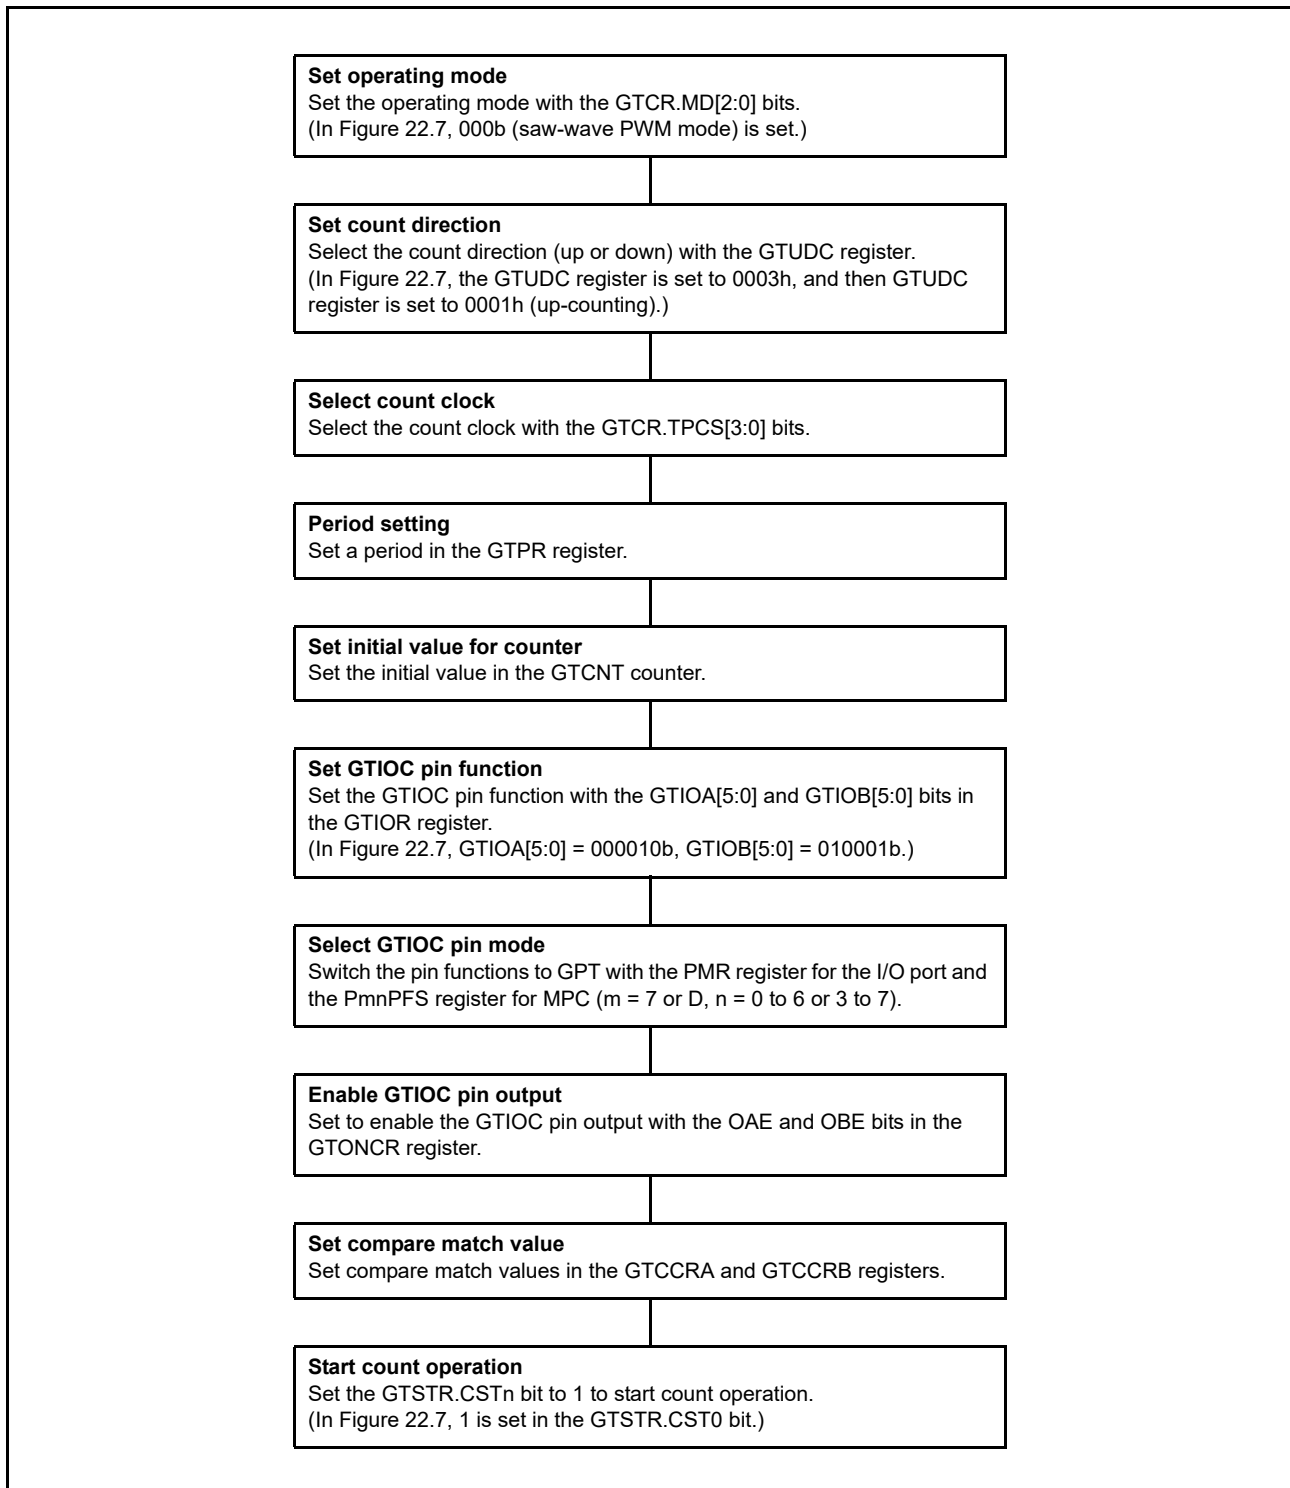 Set operating mode
Set the operating mode with the GTCR.MD[2:0] bits.
(In Figure 22.7, 000b (saw-wave PWM mode) is set.)
Set count direction
Select the count direction (up or down) with the GTUDC register.
(In Figure 22.7, the GTUDC register is set to 0003h, and then GTUDC
register is set to 0001h (up-counting).)
Select count clock
Select the count clock with the GTCR.TPCS[3:0] bits.
Period setting
Set a period in the GTPR register.
Set initial value for counter
Set the initial value in the GTCNT counter.
Set GTIOC pin function
Set the GTIOC pin function with the GTIOA[5:0] and GTIOB[5:0] bits in
the GTIOR register.
(In Figure 22.7, GTIOA[5:0] = 000010b, GTIOB[5:0] = 010001b.)
Select GTIOC pin mode
Switch the pin functions to GPT with the PMR register for the I/O port and
the PmnPFS register for MPC (m = 7 or D, n = 0 to 6 or 3 to 7).
Enable GTIOC pin output
Set to enable the GTIOC pin output with the OAE and OBE bits in the
GTONCR register.
Set compare match value
Set compare match values in the GTCCRA and GTCCRB registers.
Start count operation
Set the GTSTR.CSTn bit to 1 to start count operation.
(In Figure 22.7, 1 is set in the GTSTR.CST0 bit.)